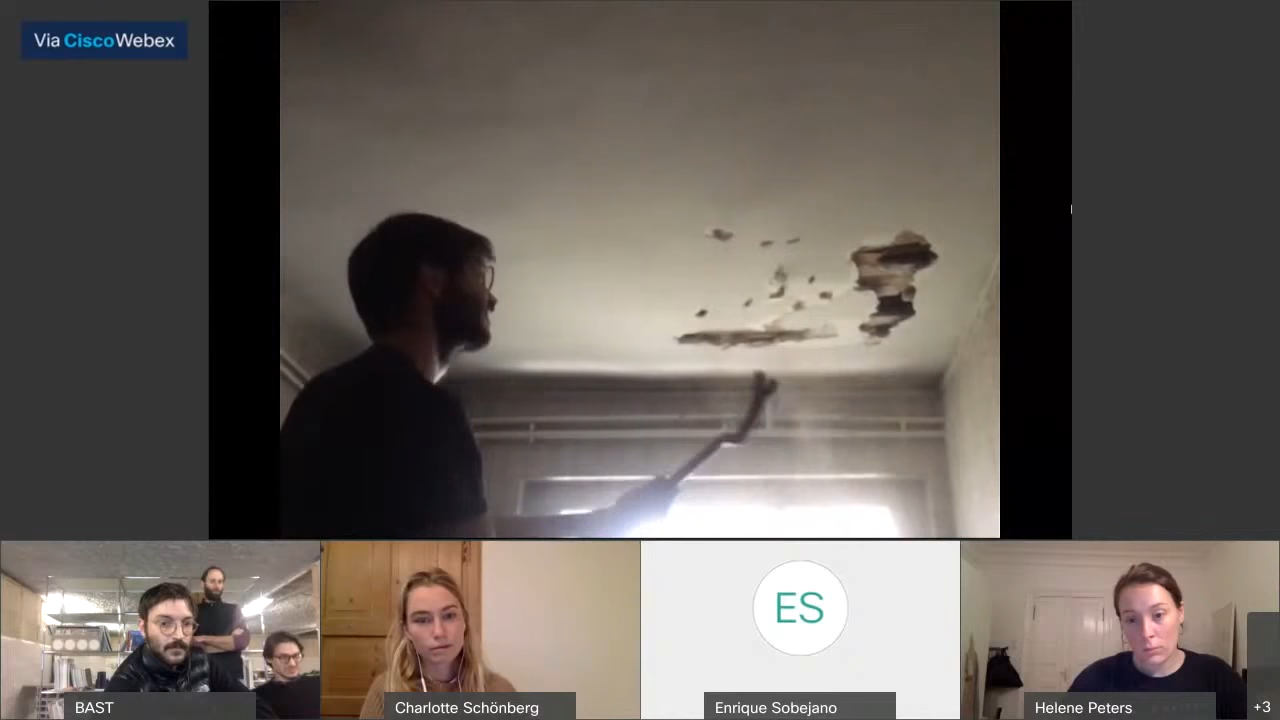 Via CiscoWebex
ES
BAST
Charlotte Schönberg
Enrique Sobejano
Helene Peters
+3